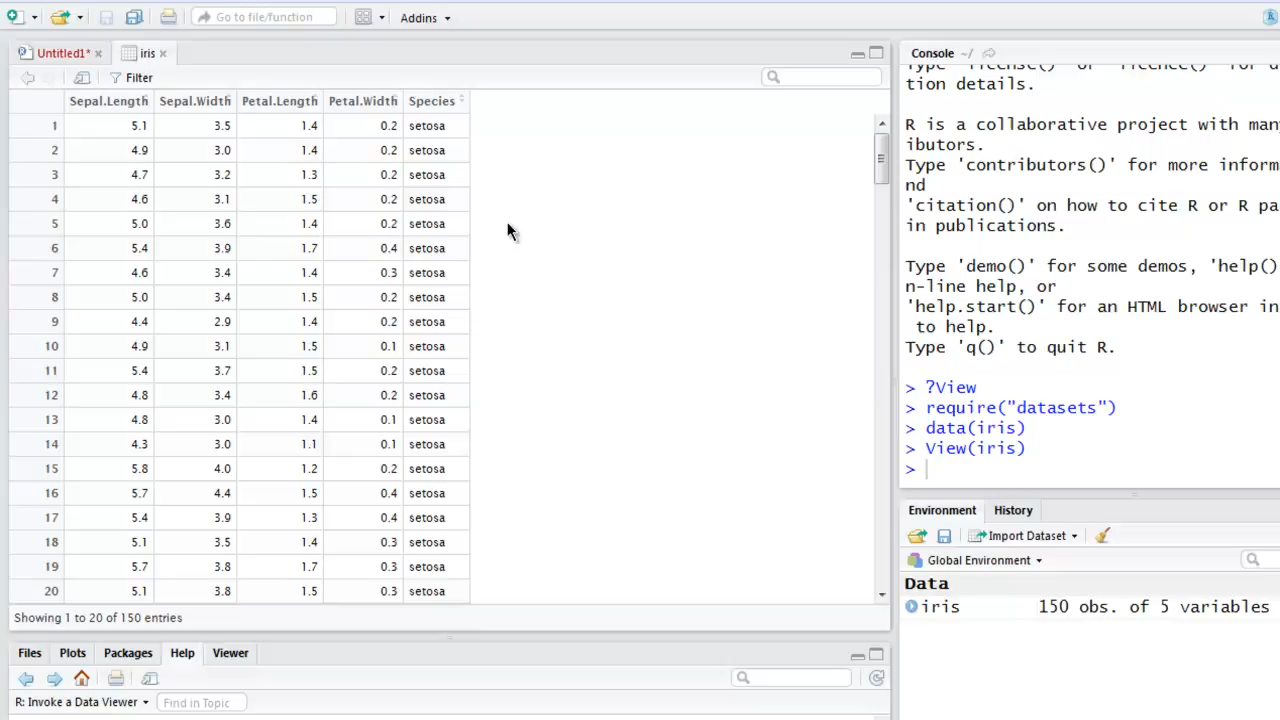 Go to file/function
Addins
Untitled1*
iris
Filter
Sepal.Length Sepal.Width Petal.Length Petal.Width Species
1 5.1 3.5 1.4 0.2 setosa
2 4.9 3.0 1.4 0.2 setosa
3 4.7 3.2 1.3 0.2 setosa
4 4.6 3.1 1.5 0.2 setosa
5 5.0 3.6 1.4 0.2 setosa
6 5.4 3.9 1.7 0.4 setosa
7 4.6 3.4 1.4 0.3 setosa
8 5.0 3.4 1.5 0.2 setosa
9 4.4 2.9 1.4 0.2 setosa
10 4.9 3.1 1.5 0.1 setosa
11 5.4 3.7 1.5 0.2 setosa
12 4.8 3.4 1.6 0.2 setosa
13 4.8 3.0 1.4 0.1 setosa
14 4.3 3.0 1.1 0.1 setosa
15 5.8 4.0 1.2 0.2 setosa
16 5.7 4.4 1.5 0.4 setosa
17 5.4 3.9 1.3 0.4 setosa
18 5.1 3.5 1.4 0.3 setosa
19 5.7 3.8 1.7 0.3 setosa
20 5.1 3.8 1.5 0.3 setosa
Showing 1 to 20 of 150 entries
Files Plots Packages Help Viewer
R: Invoke a Data Viewer
Find in Topic
Console ~/
tion details.
R is a collaborative project with many
ibutors.
Type 'contributors()' for more inform
nd
'citation()' on how to cite R or R pa
in publications.
Type 'demo()' for some demos, 'help()
n-line help, or
'help.start()' for an HTML browser in
to help.
Type 'q()' to quit R.
> ?View
> require("datasets")
> data(iris)
> View(iris)
>
Environment History
Import Dataset
Global Environment
Data
iris 150 obs. of 5 variables